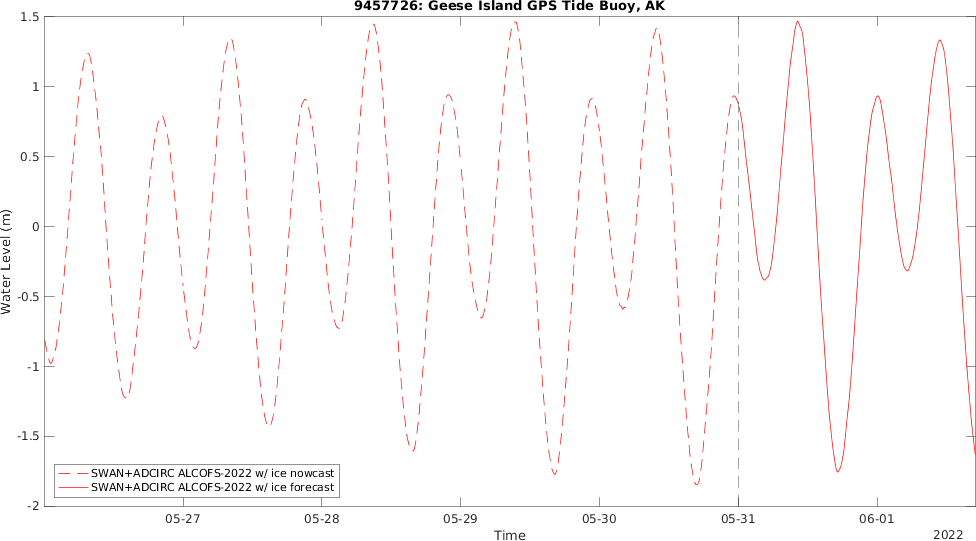 9457726: Geese Island GPS Tide Buoy, AK
1.5
1
0.5
0
-0.5
-1
-1.5
-2
Water Level (m)
SWAN+ADCIRC ALCOFS-2022 w/ ice nowcast
SWAN+ADCIRC ALCOFS-2022 w/ ice forecast
05-27 05-28 05-29 05-30 05-31 06-01
Time
2022